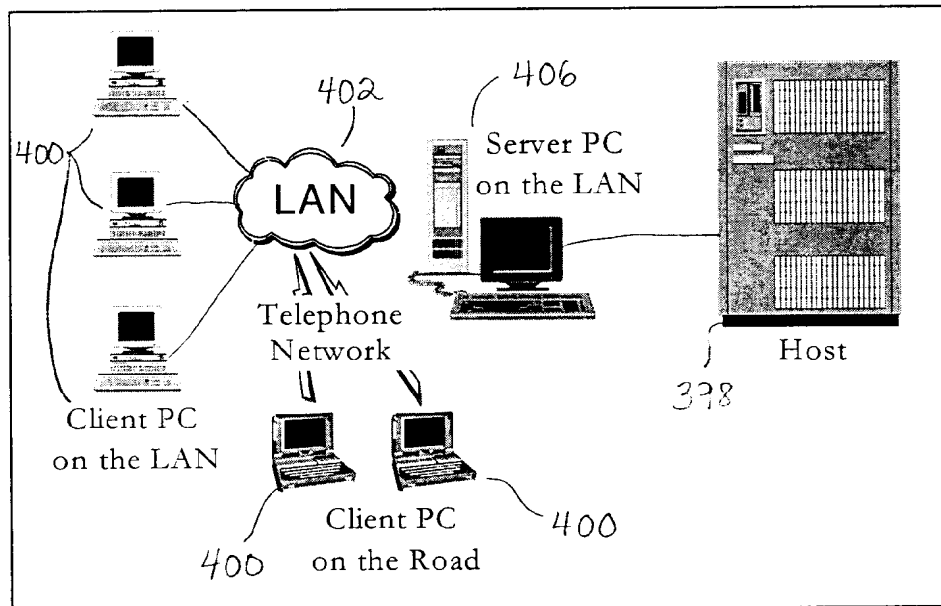 402
406
400
LAN
Server PC
on the LAN
Telephone
Network
Host
398
Client PC
on the LAN
400
Client PC
on the Road
400